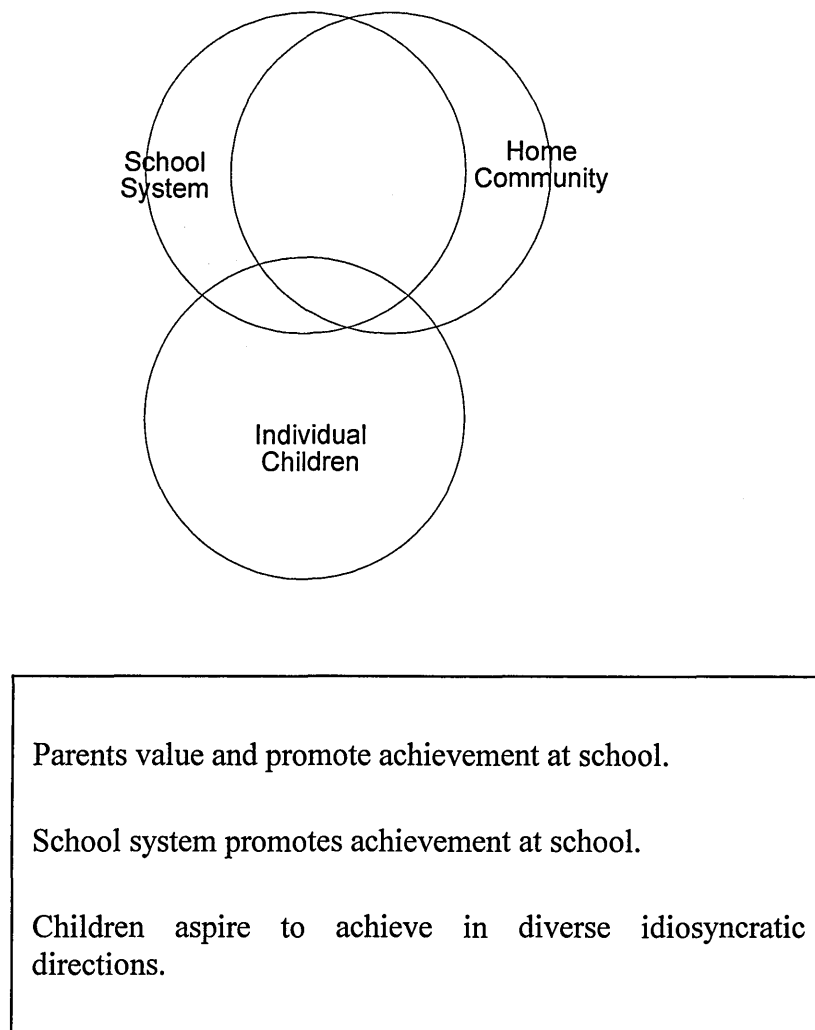 School
System
Home
Community
Individual
Children
Parents value and promote achievement at school.
School system promotes achievement at school.
Children aspire to achieve in diverse idiosyncratic
directions.